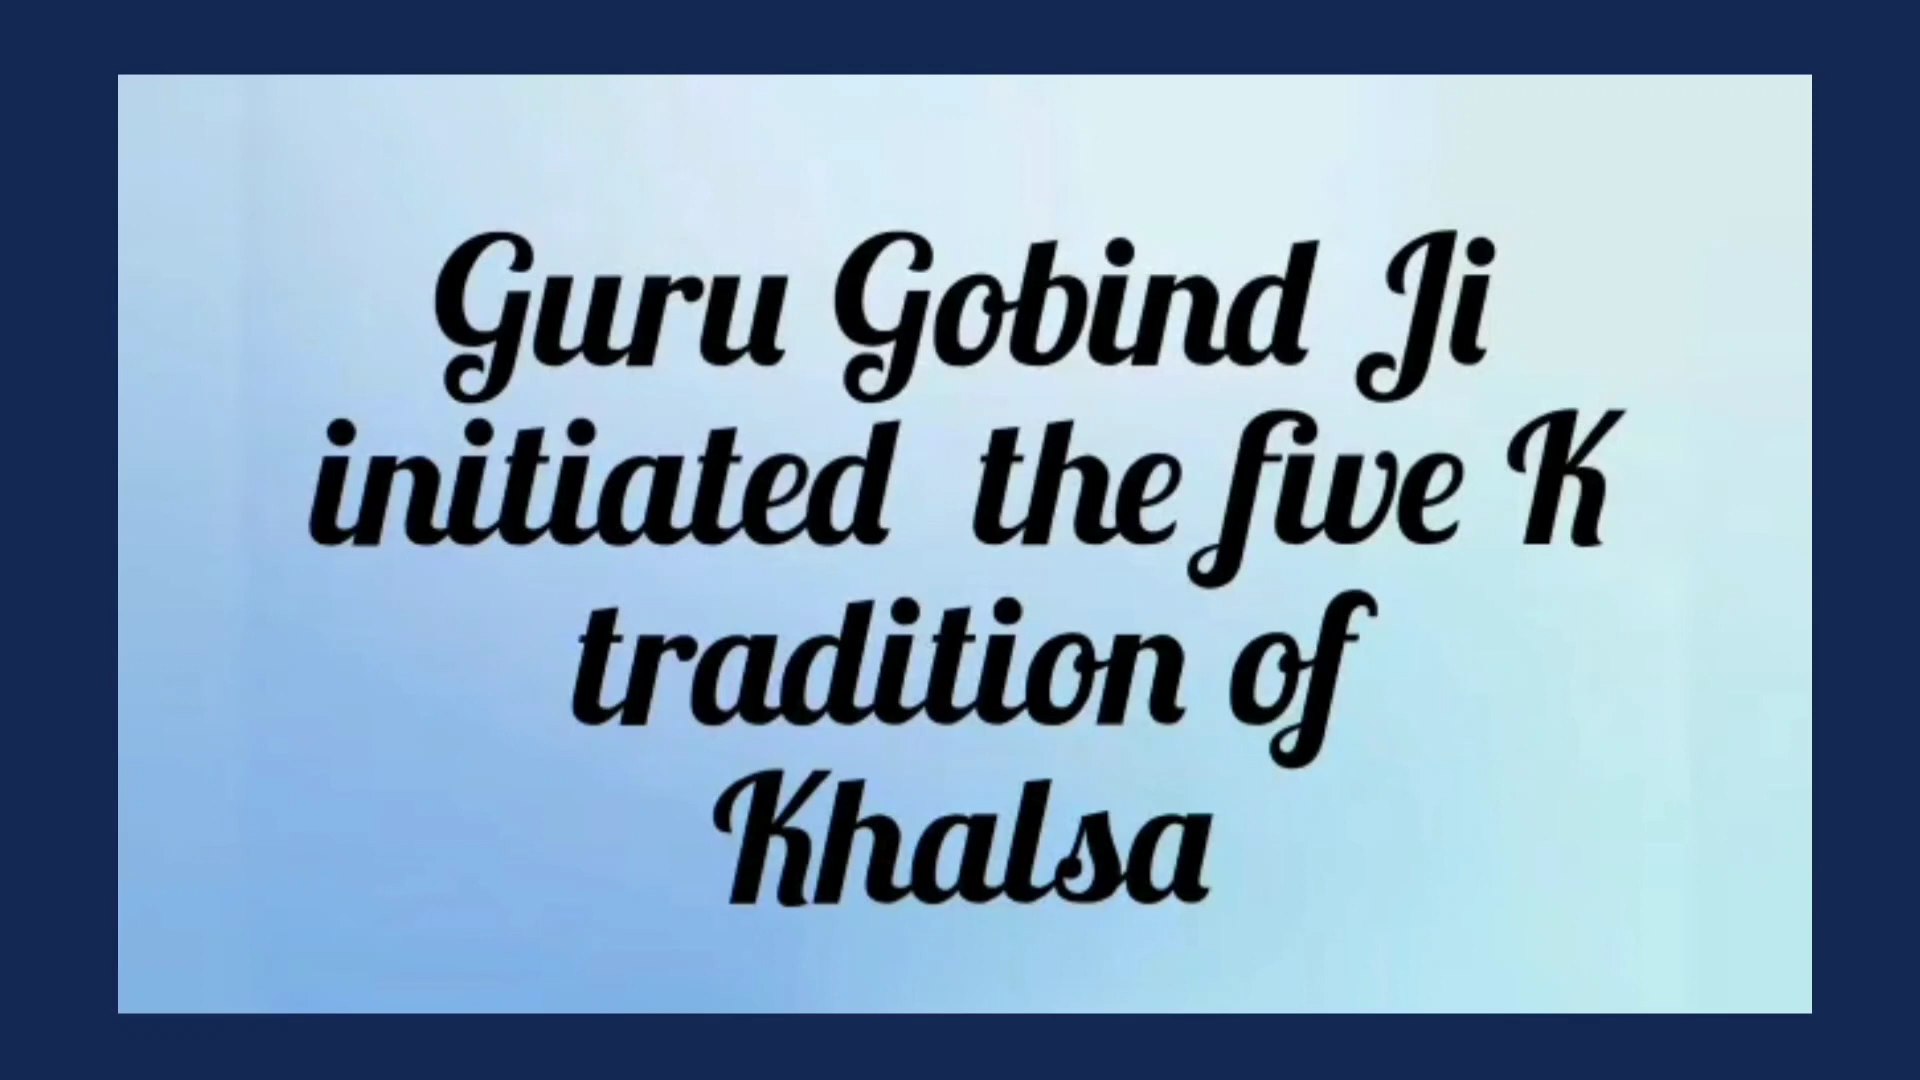 Guru Gobind Ji
initiated the five K
tradition of
Khalsa